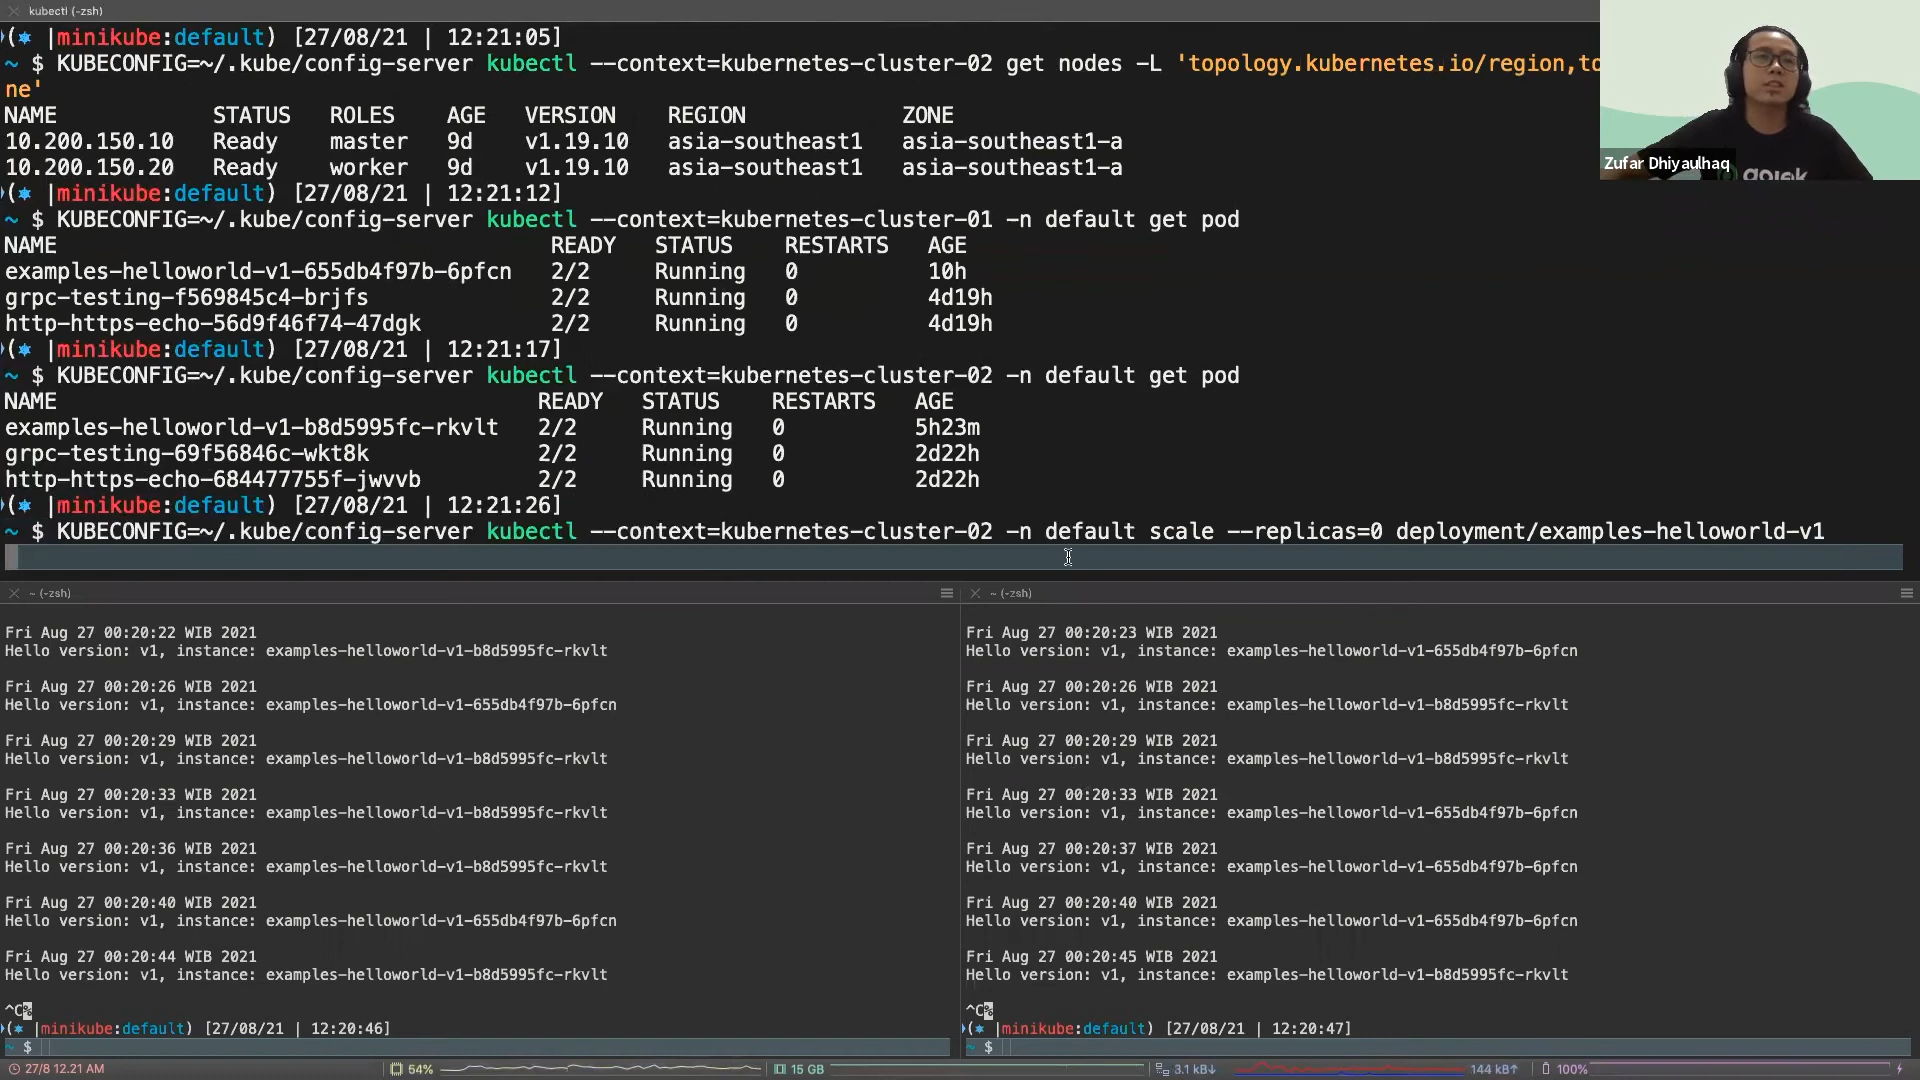 kubectl (-zsh)
(⎈ |minikube:default) [27/08/21 | 12:21:05]
~ $ KUBECONFIG=~/.kube/config-server kubectl --context=kubernetes-cluster-02 get nodes -L 'topology.kubernetes.io/region,to
ne'
NAME STATUS ROLES AGE VERSION REGION ZONE
10.200.150.10 Ready master 9d v1.19.10 asia-southeast1 asia-southeast1-a
10.200.150.20 Ready worker 9d v1.19.10 asia-southeast1 asia-southeast1-a
(⎈ |minikube:default) [27/08/21 | 12:21:12]
~ $ KUBECONFIG=~/.kube/config-server kubectl --context=kubernetes-cluster-01 -n default get pod
NAME READY STATUS RESTARTS AGE
examples-helloworld-v1-655db4f97b-6pfcn 2/2 Running 0 10h
grpc-testing-f569845c4-brjfs 2/2 Running 0 4d19h
http-https-echo-56d9f46f74-47dgk 2/2 Running 0 4d19h
(⎈ |minikube:default) [27/08/21 | 12:21:17]
~ $ KUBECONFIG=~/.kube/config-server kubectl --context=kubernetes-cluster-02 -n default get pod
NAME READY STATUS RESTARTS AGE
examples-helloworld-v1-b8d5995fc-rkvlt 2/2 Running 0 5h23m
grpc-testing-69f56846c-wkt8k 2/2 Running 0 2d22h
http-https-echo-684477755f-jwvvb 2/2 Running 0 2d22h
(⎈ |minikube:default) [27/08/21 | 12:21:26]
~ $ KUBECONFIG=~/.kube/config-server kubectl --context=kubernetes-cluster-02 -n default scale --replicas=0 deployment/examples-helloworld-v1
Zufar Dhiyaulhaq
gojek
~ (-zsh)
Fri Aug 27 00:20:22 WIB 2021
Hello version: v1, instance: examples-helloworld-v1-b8d5995fc-rkvlt
Fri Aug 27 00:20:26 WIB 2021
Hello version: v1, instance: examples-helloworld-v1-655db4f97b-6pfcn
Fri Aug 27 00:20:29 WIB 2021
Hello version: v1, instance: examples-helloworld-v1-b8d5995fc-rkvlt
Fri Aug 27 00:20:33 WIB 2021
Hello version: v1, instance: examples-helloworld-v1-b8d5995fc-rkvlt
Fri Aug 27 00:20:36 WIB 2021
Hello version: v1, instance: examples-helloworld-v1-b8d5995fc-rkvlt
Fri Aug 27 00:20:40 WIB 2021
Hello version: v1, instance: examples-helloworld-v1-655db4f97b-6pfcn
Fri Aug 27 00:20:44 WIB 2021
Hello version: v1, instance: examples-helloworld-v1-b8d5995fc-rkvlt
^C%
(⎈ |minikube:default) [27/08/21 | 12:20:46]
~ $
~ (-zsh)
Fri Aug 27 00:20:23 WIB 2021
Hello version: v1, instance: examples-helloworld-v1-655db4f97b-6pfcn
Fri Aug 27 00:20:26 WIB 2021
Hello version: v1, instance: examples-helloworld-v1-b8d5995fc-rkvlt
Fri Aug 27 00:20:29 WIB 2021
Hello version: v1, instance: examples-helloworld-v1-b8d5995fc-rkvlt
Fri Aug 27 00:20:33 WIB 2021
Hello version: v1, instance: examples-helloworld-v1-655db4f97b-6pfcn
Fri Aug 27 00:20:37 WIB 2021
Hello version: v1, instance: examples-helloworld-v1-655db4f97b-6pfcn
Fri Aug 27 00:20:40 WIB 2021
Hello version: v1, instance: examples-helloworld-v1-655db4f97b-6pfcn
Fri Aug 27 00:20:45 WIB 2021
Hello version: v1, instance: examples-helloworld-v1-b8d5995fc-rkvlt
^C%
(⎈ |minikube:default) [27/08/21 | 12:20:47]
~ $
27/8 12.21 AM 64% 15 GB 3.1 kB↓ 144 kB↑ 100%